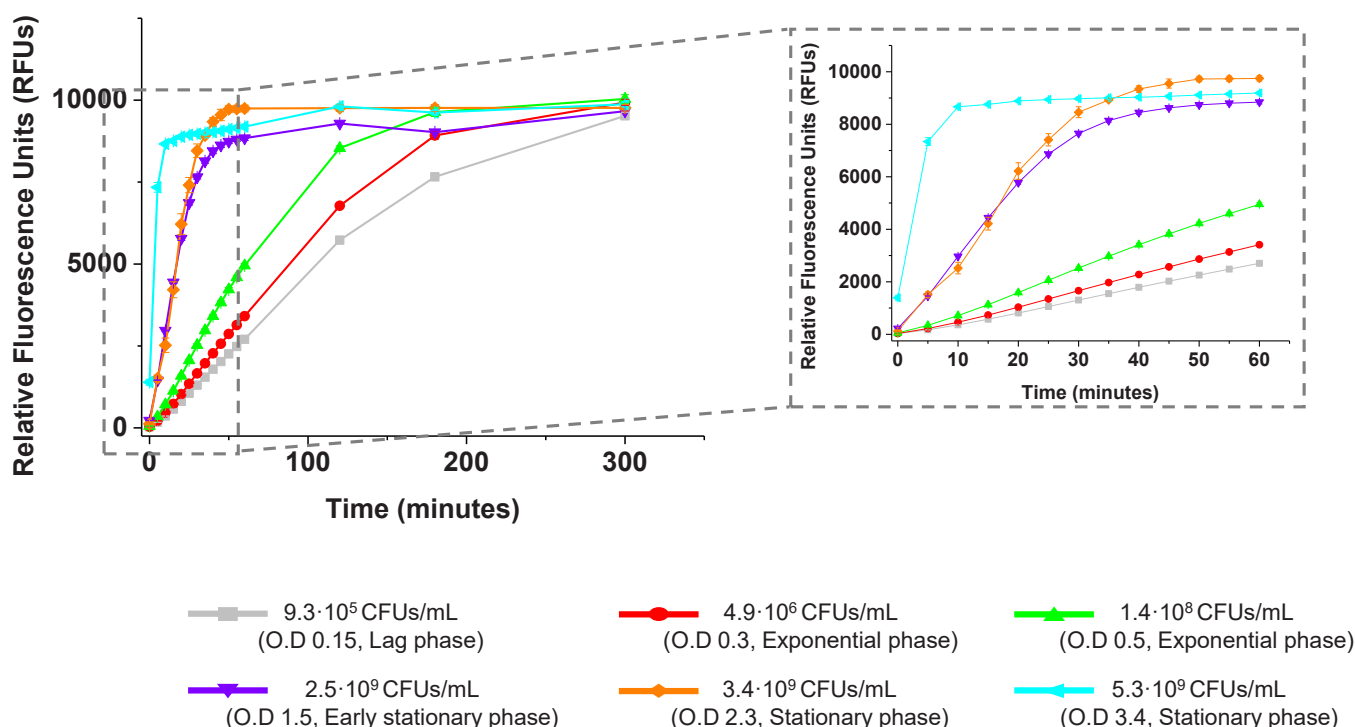 Relative Fluorescence Units (RFUs)
10000
5000
0
0
100
200
300
Time (minutes)
Relative Fluorescence Units (RFUs)
10000
8000
6000
4000
2000
0
0
10
20
30
40
50
60
Time (minutes)
9.3·10⁵ CFUs/mL
(O.D 0.15, Lag phase)
4.9·10⁶ CFUs/mL
(O.D 0.3, Exponential phase)
1.4·10⁸ CFUs/mL
(O.D 0.5, Exponential phase)
2.5·10⁹ CFUs/mL
(O.D 1.5, Early stationary phase)
3.4·10⁹ CFUs/mL
(O.D 2.3, Stationary phase)
5.3·10⁹ CFUs/mL
(O.D 3.4, Stationary phase)